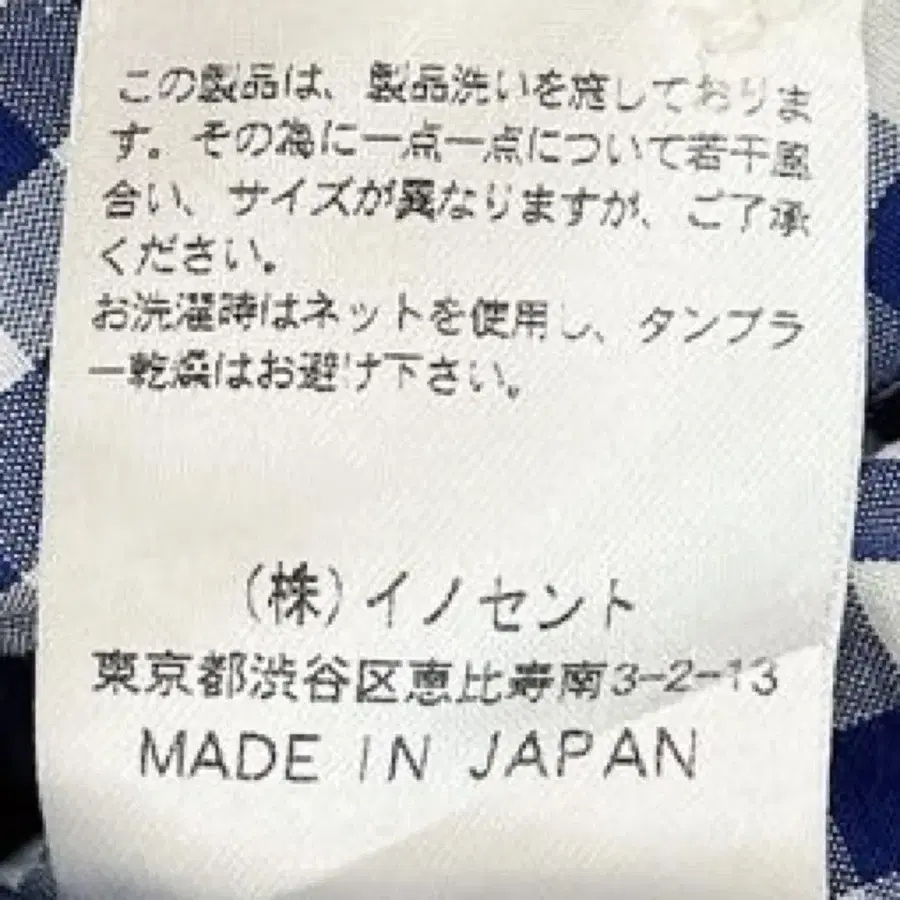 この製品は、製品洗いを施しておりま
す。その為に一点一点について若干風
合い、サイズが異なりますが、ご了承
ください。
お洗濯時はネットを使用し、タンブラ
ー乾燥はお避け下さい。
(株)イノセント
東京都渋谷区恵比寿南3-2-13
MADE IN JAPAN